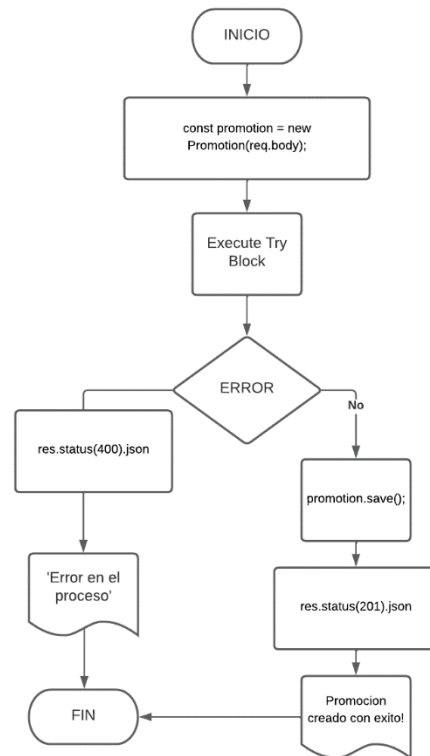 INICIO
const promotion = new
Promotion(req.body);
Execute Try
Block
ERROR
No
res.status(400).json
promotion.save();
'Error en el
proceso'
res.status(201).json
FIN
Promocion
creado con exito!